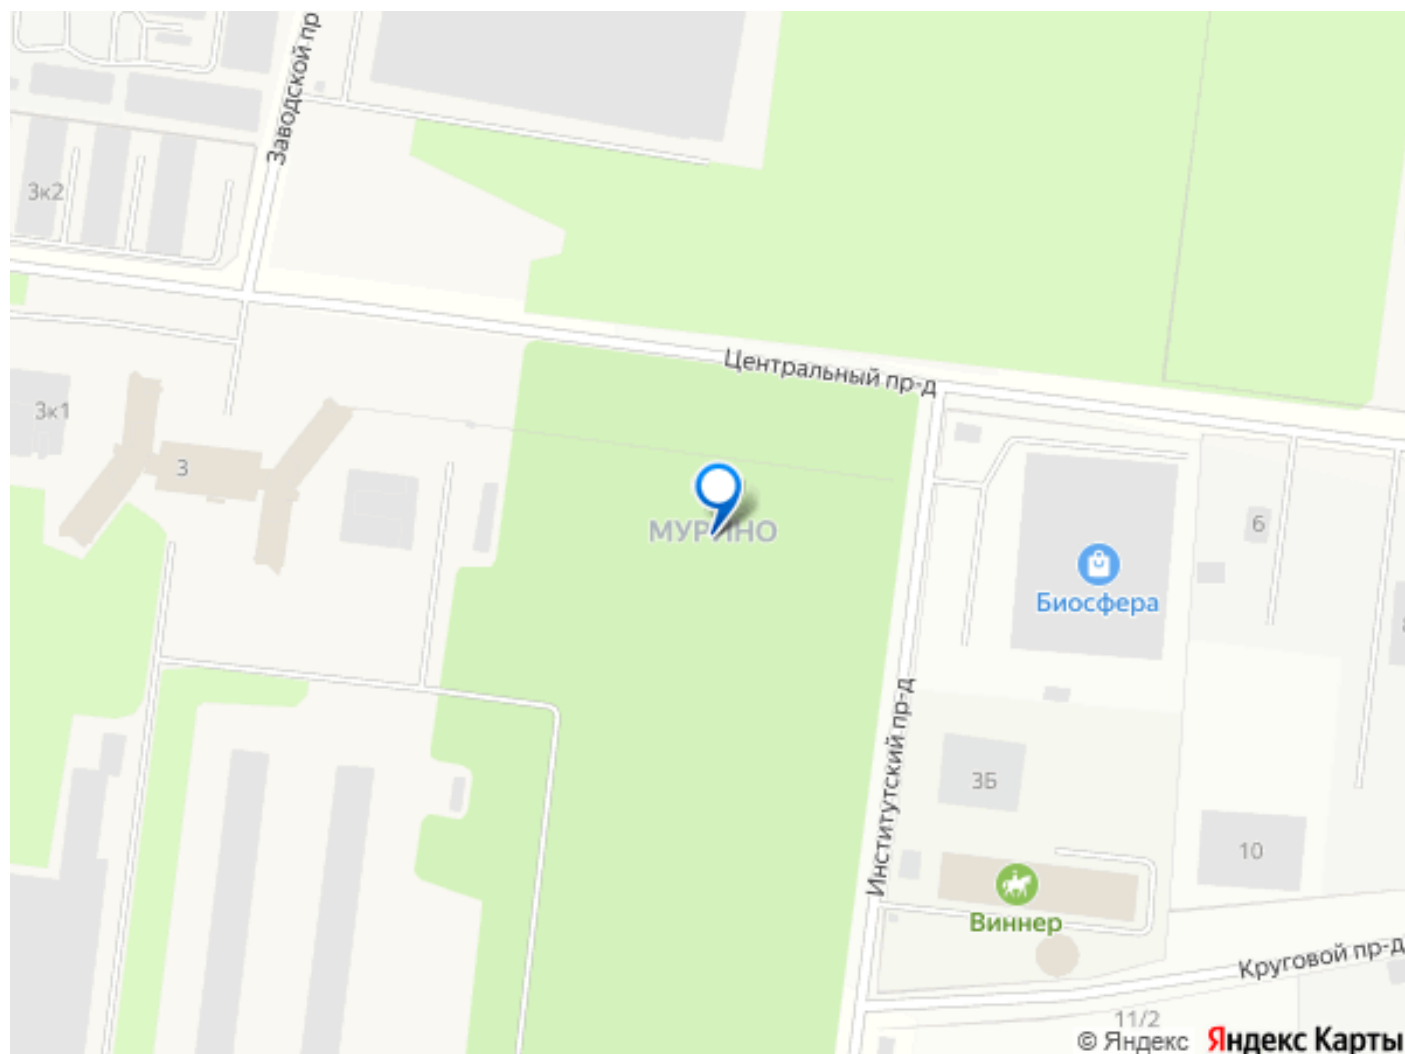 Заводской пр
3к2
Центральный пр-д
3к1
3
МУРИНО
6
Биосфера
Институтский пр-д
3Б
10
Виннер
Круговой пр-д
11/2
© Яндекс Яндекс Карты